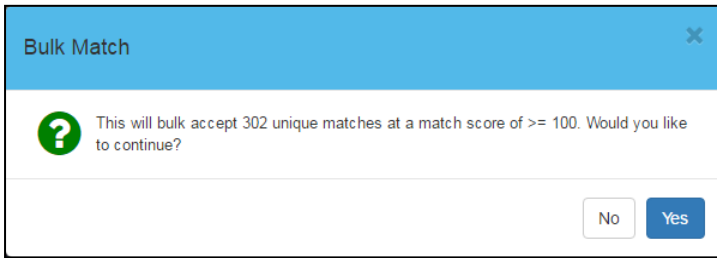 Bulk Match
This will bulk accept 302 unique matches at a match score of >= 100. Would you like
to continue?
No
Yes